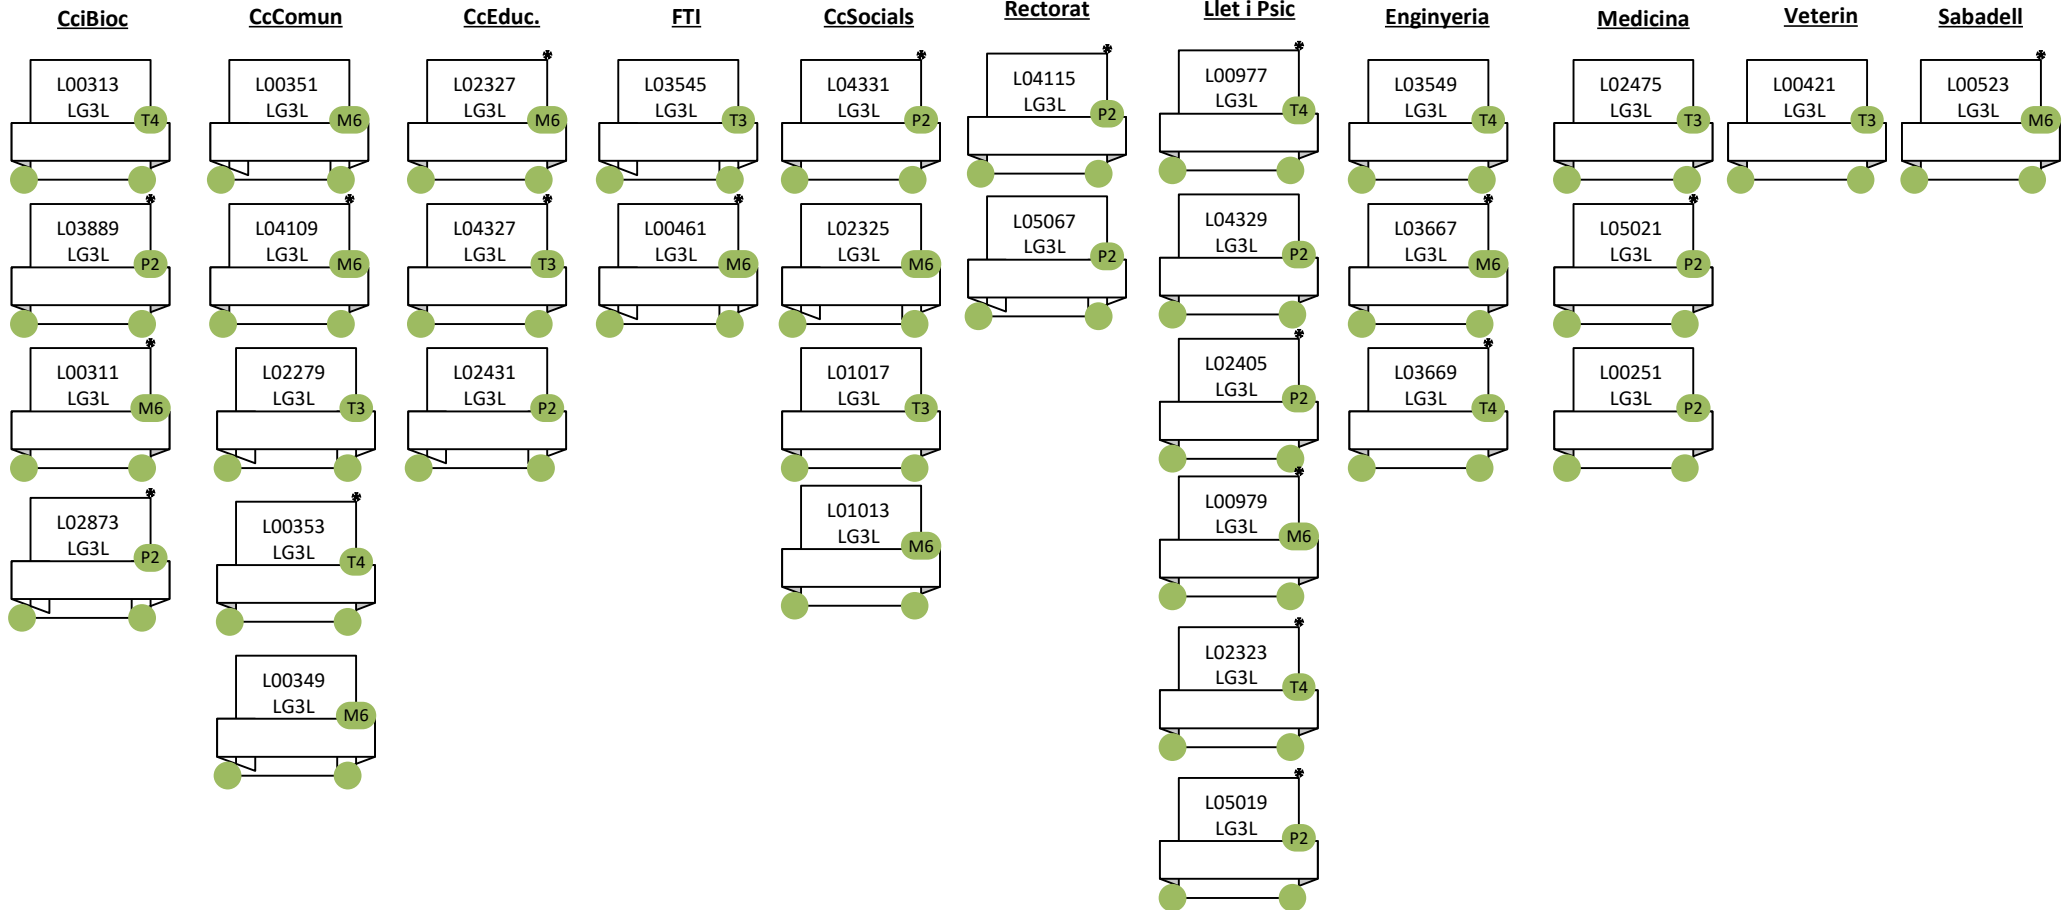 CciBioc
CcComun
CcEduc.
FTI
CcSocials
Rectorat
Llet i Psic
Enginyeria
Medicina
Veterin
Sabadell
L00313
LG3L
T4
L03889
LG3L
P2
L00311
LG3L
M6
L02873
LG3L
P2
L00351
LG3L
M6
L04109
LG3L
M6
L02279
LG3L
T3
L00353
LG3L
T4
L00349
LG3L
M6
L02327
LG3L
M6
L04327
LG3L
T3
L02431
LG3L
P2
L03545
LG3L
T3
L00461
LG3L
M6
L04331
LG3L
P2
L02325
LG3L
M6
L01017
LG3L
T3
L01013
LG3L
M6
L04115
LG3L
P2
L05067
LG3L
P2
L00977
LG3L
T4
L04329
LG3L
P2
L02405
LG3L
P2
L00979
LG3L
M6
L02323
LG3L
T4
L05019
LG3L
P2
L03549
LG3L
T4
L03667
LG3L
M6
L03669
LG3L
T4
L02475
LG3L
T3
L05021
LG3L
P2
L00251
LG3L
P2
L00421
LG3L
T3
L00523
LG3L
M6